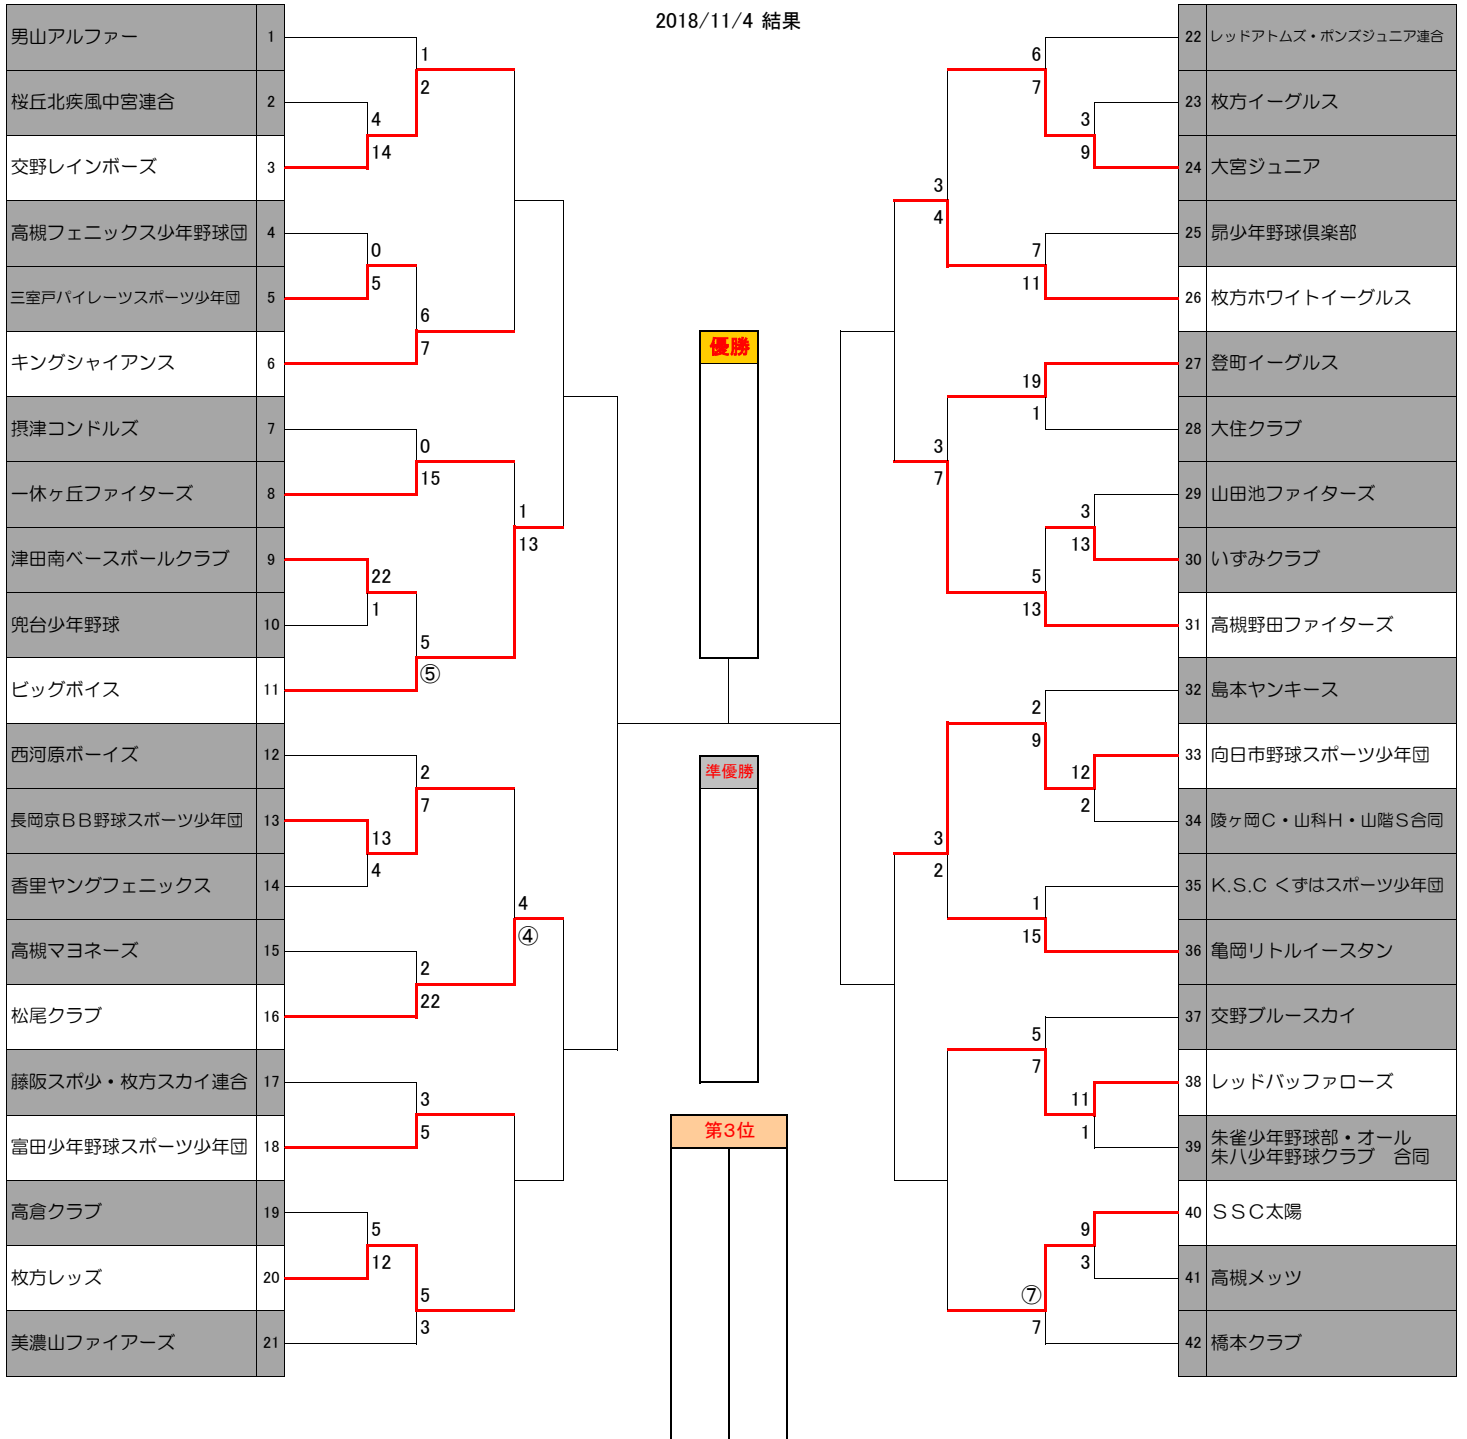 2018/11/4 結果
男山アルファー 1
桜丘北疾風中宮連合 2
交野レインボーズ 3
高槻フェニックス少年野球団 4
三室戸パイレーツスポーツ少年団 5
キングシャイアンス 6
摂津コンドルズ 7
一休ヶ丘ファイターズ 8
津田南ベースボールクラブ 9
兜台少年野球 10
ビッグボイス 11
西河原ボーイズ 12
長岡京BB野球スポーツ少年団 13
香里ヤングフェニックス 14
高槻マヨネーズ 15
松尾クラブ 16
藤阪スポ少・枚方スカイ連合 17
富田少年野球スポーツ少年団 18
高倉クラブ 19
枚方レッズ 20
美濃山ファイアーズ 21
1
2
4
14
0
5
6
7
0
15
1
13
22
1
5
⑤
2
7
13
4
4
④
2
22
3
5
5
12
5
3
優勝
準優勝
第3位
6
7
3
9
3
4
7
11
19
1
3
7
3
13
5
13
2
9
12
2
3
2
1
15
5
7
11
1
9
3
⑦
7
22 レッドアトムズ・ボンズジュニア連合
23 枚方イーグルス
24 大宮ジュニア
25 昴少年野球倶楽部
26 枚方ホワイトイーグルス
27 登町イーグルス
28 大住クラブ
29 山田池ファイターズ
30 いずみクラブ
31 高槻野田ファイターズ
32 島本ヤンキース
33 向日市野球スポーツ少年団
34 陵ヶ岡C・山科H・山階S合同
35 K.S.C くずはスポーツ少年団
36 亀岡リトルイースタン
37 交野ブルースカイ
38 レッドバッファローズ
39 朱雀少年野球部・オール
朱八少年野球クラブ 合同
40 SSC太陽
41 高槻メッツ
42 橋本クラブ